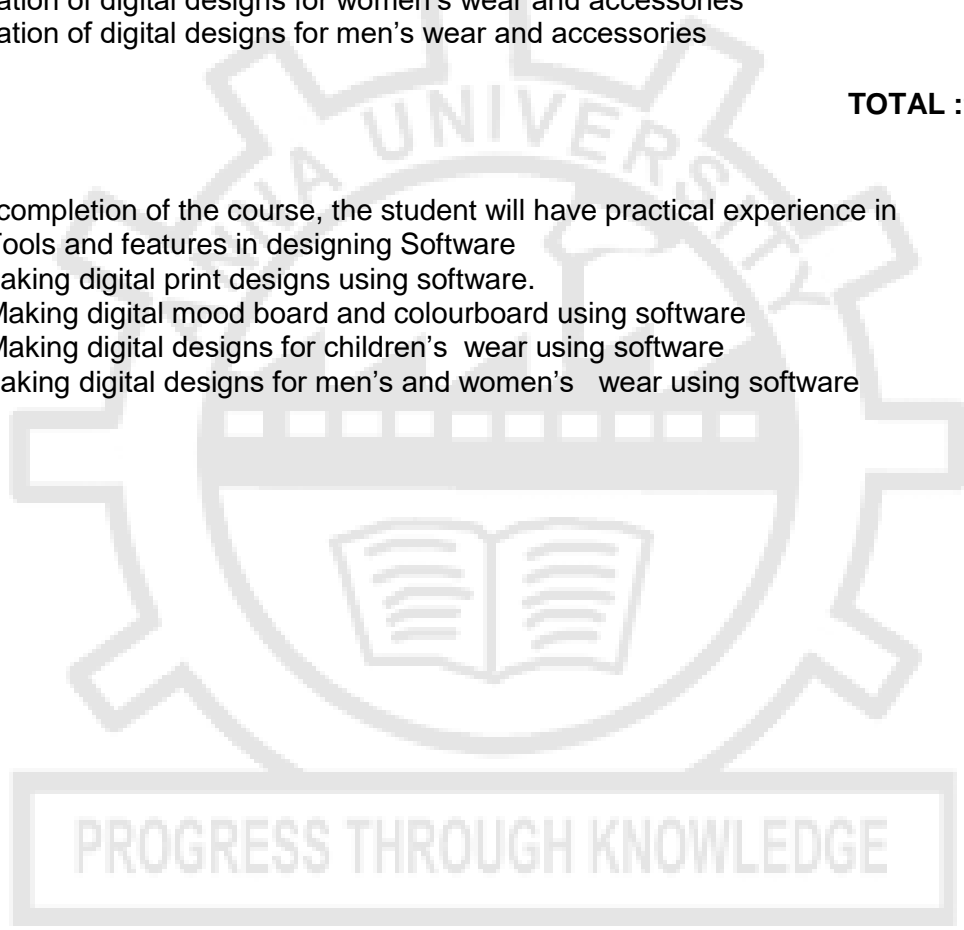 ation of digital designs for women's wear and accessories
ation of digital designs for men's wear and accessories
TOTAL :
completion of the course, the student will have practical experience in
Tools and features in designing Software
aking digital print designs using software.
Making digital mood board and colourboard using software
Making digital designs for children's wear using software
aking digital designs for men's and women's wear using software
UNIVERSITY
PROGRESS THROUGH KNOWLEDGE